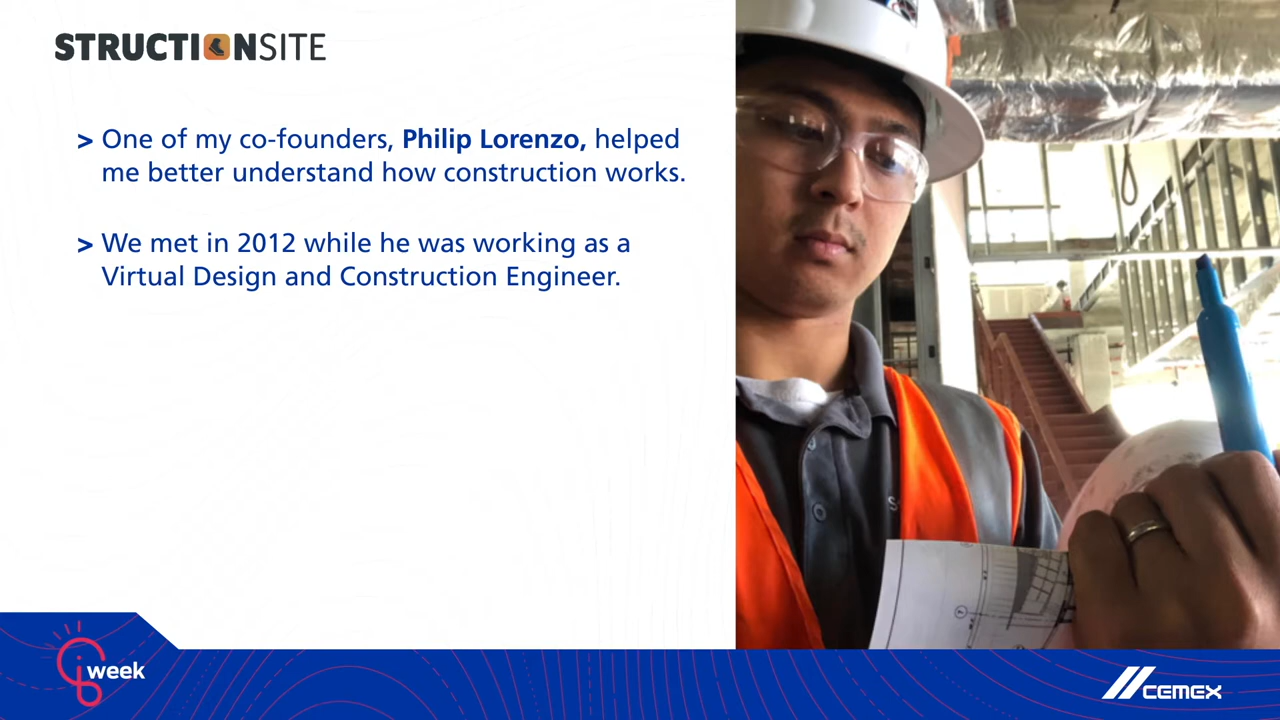 STRUCTIONSITE
> One of my co-founders, Philip Lorenzo, helped
me better understand how construction works.
> We met in 2012 while he was working as a
Virtual Design and Construction Engineer.
i week
CEMEX